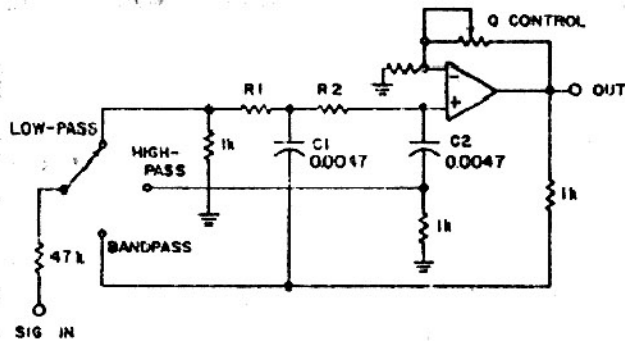 Q CONTROL
R1
R2
OUT
LOW-PASS
1k
C1
0.0047
C2
0.0047
HIGH-
PASS
1k
1k
BANDPASS
47k
SIG IN